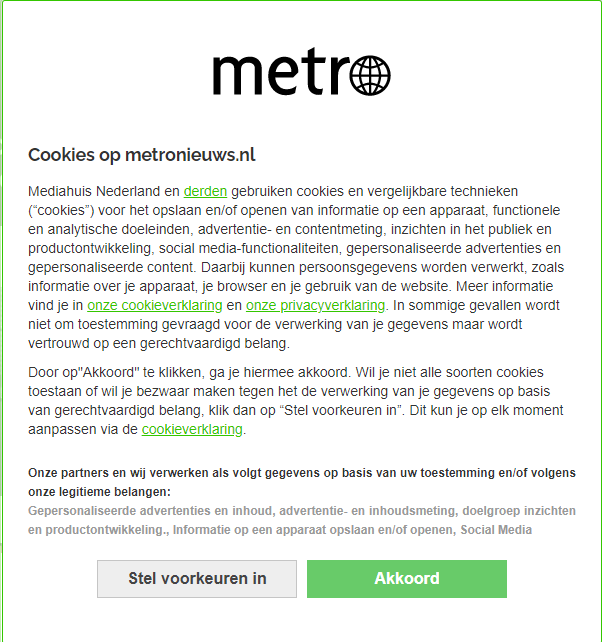 metro
Cookies op metronieuws.nl
Mediahuis Nederland en derden gebruiken cookies en vergelijkbare technieken
(“cookies”) voor het opslaan en/of openen van informatie op een apparaat, functionele
en analytische doeleinden, advertentie- en contentmeting, inzichten in het publiek en
productontwikkeling, social media-functionaliteiten, gepersonaliseerde advertenties en
gepersonaliseerde content. Daarbij kunnen persoonsgegevens worden verwerkt, zoals
informatie over je apparaat, je browser en je gebruik van de website. Meer informatie
vind je in onze cookieverklaring en onze privacyverklaring. In sommige gevallen wordt
niet om toestemming gevraagd voor de verwerking van je gegevens maar wordt
vertrouwd op een gerechtvaardigd belang.
Door op"Akkoord" te klikken, ga je hiermee akkoord. Wil je niet alle soorten cookies
toestaan of wil je bezwaar maken tegen het de verwerking van je gegevens op basis
van gerechtvaardigd belang, klik dan op “Stel voorkeuren in”. Dit kun je op elk moment
aanpassen via de cookieverklaring.
Onze partners en wij verwerken als volgt gegevens op basis van uw toestemming en/of volgens
onze legitieme belangen:
Gepersonaliseerde advertenties en inhoud, advertentie- en inhoudsmeting, doelgroep inzichten
en productontwikkeling., Informatie op een apparaat opslaan en/of openen, Social Media
Stel voorkeuren in
Akkoord